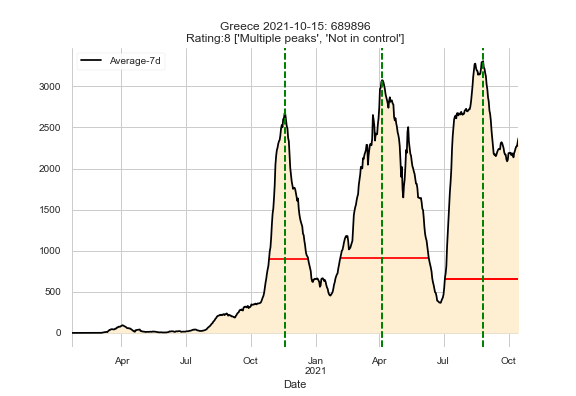 Greece 2021-10-15: 689896
Rating:8 ['Multiple peaks', 'Not in control']
Average-7d
3000
2500
2000
1500
1000
500
0
Apr Jul Oct Jan Apr Jul Oct
2021
Date